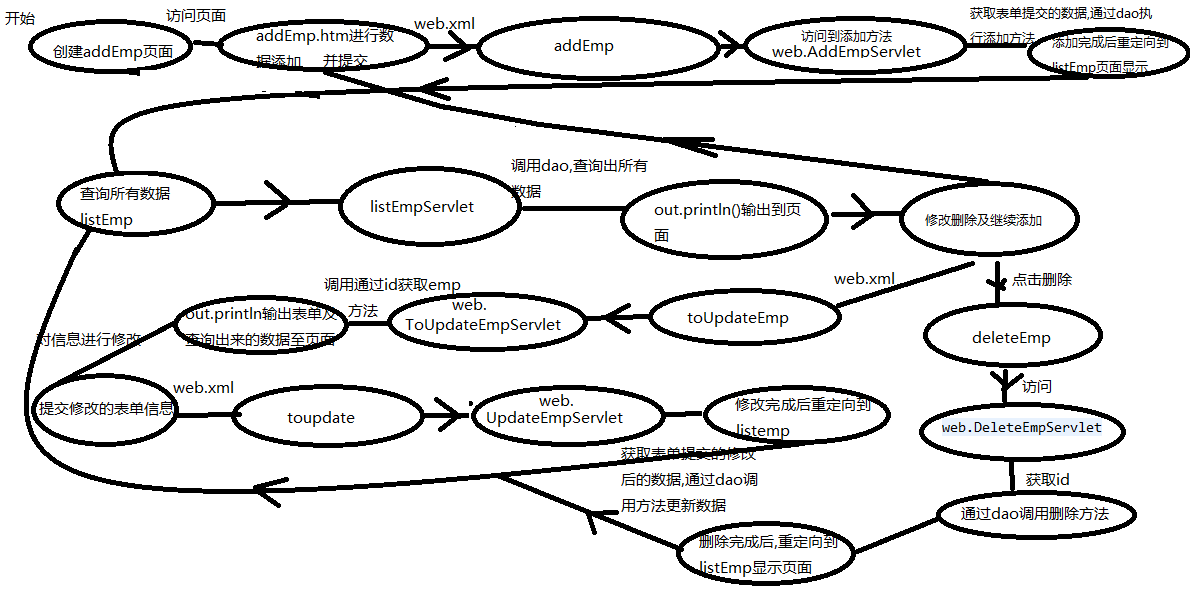 开始
访问页面
创建addEmp页面
addEmp.htm进行数
据添加 并提交
web.xml
addEmp
访问到添加方法
web.AddEmpServlet
获取表单提交的数据,通过dao执
行添加方法
添加完成后重定向到
listEmp页面显示
查询所有数据
listEmp
listEmpServlet
调用dao,查询出所有
数据
out.println()输出到页
面
修改删除及继续添加
点击删除
web.xml
toUpdateEmp
调用通过id获取emp
方法
web.
ToUpdateEmpServlet
out.println输出表单及
查询出来的数据至页面
对信息进行修改
deleteEmp
访问
web.DeleteEmpServlet
获取id
通过dao调用删除方法
提交修改的表单信息
web.xml
toupdate
web.
UpdateEmpServlet
修改完成后重定向到
listemp
获取表单提交的修改
后的数据,通过dao调
用方法更新数据
删除完成后,重定向到
listEmp显示页面